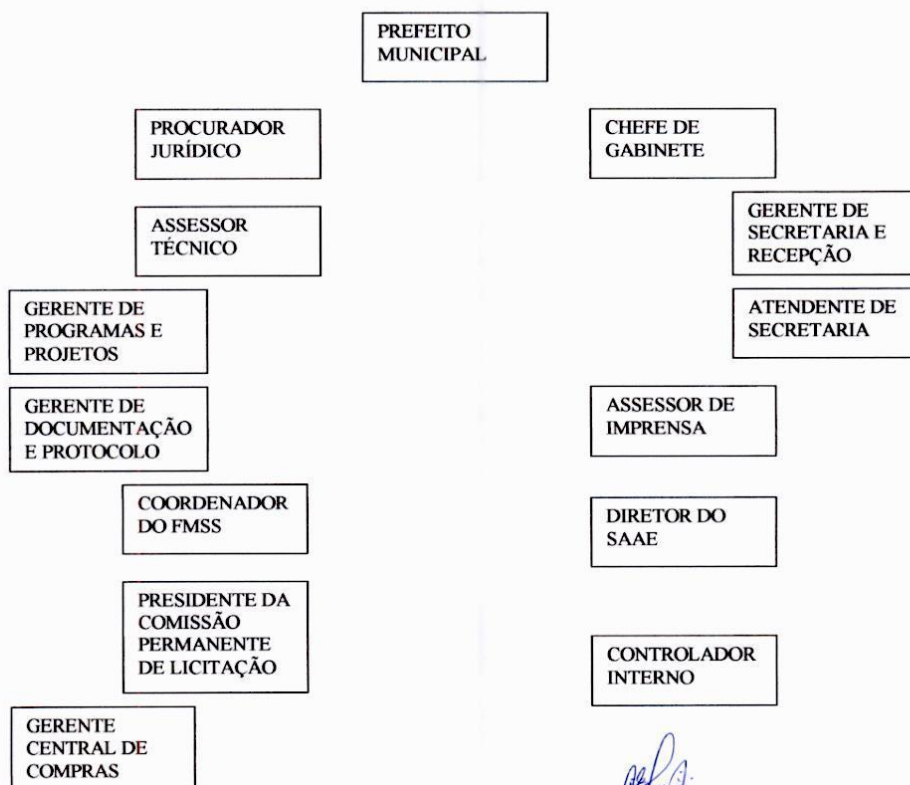 PREFEITO
MUNICIPAL
PROCURADOR
JURÍDICO
CHEFE DE
GABINETE
ASSESSOR
TÉCNICO
GERENTE DE
SECRETARIA E
RECEPÇÃO
GERENTE DE
PROGRAMAS E
PROJETOS
ATENDENTE DE
SECRETARIA
GERENTE DE
DOCUMENTAÇÃO
E PROTOCOLO
ASSESSOR DE
IMPRENSA
COORDENADOR
DO FMSS
DIRETOR DO
SAAE
PRESIDENTE DA
COMISSÃO
PERMANENTE
DE LICITAÇÃO
CONTROLADOR
INTERNO
GERENTE
CENTRAL DE
COMPRAS